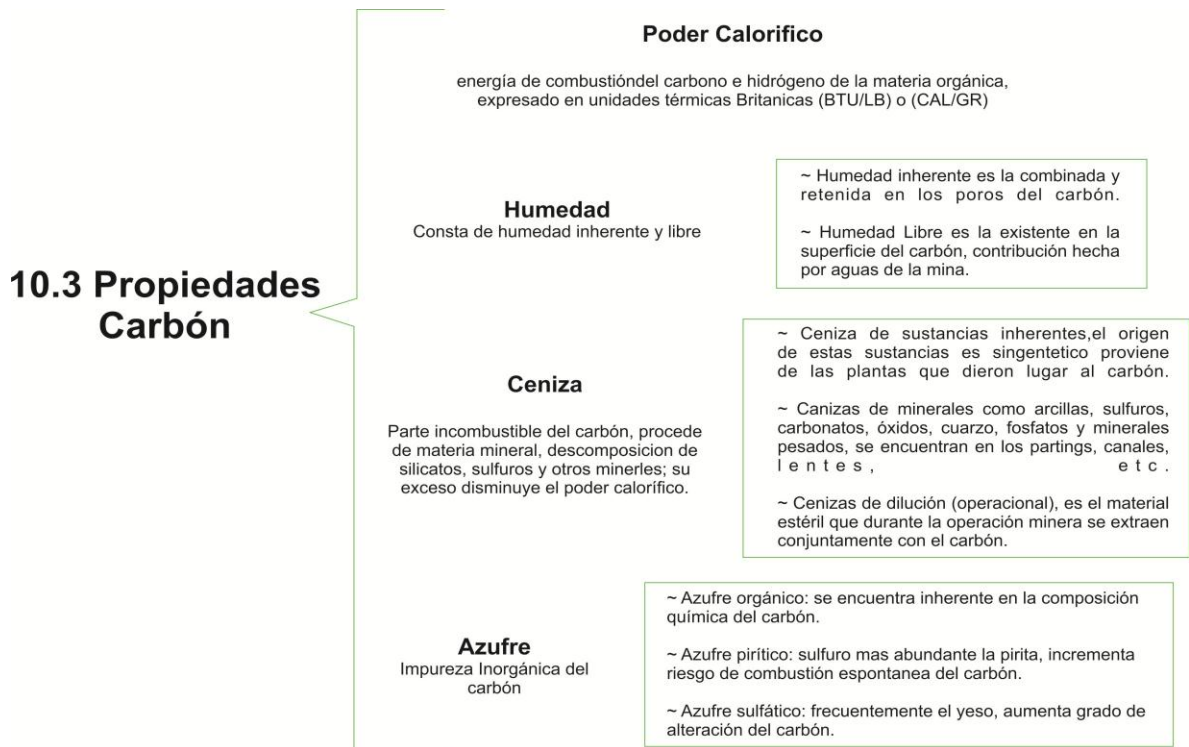 10.3 Propiedades
Carbón
Poder Calorifico
energía de combustióndel carbono e hidrógeno de la materia orgánica,
expresado en unidades térmicas Britanicas (BTU/LB) o (CAL/GR)
Humedad
Consta de humedad inherente y libre
~ Humedad inherente es la combinada y
retenida en los poros del carbón.
~ Humedad Libre es la existente en la
superficie del carbón, contribución hecha
por aguas de la mina.
Ceniza
Parte incombustible del carbón, procede
de materia mineral, descomposicion de
silicatos, sulfuros y otros minerles; su
exceso disminuye el poder calorífico.
~ Ceniza de sustancias inherentes,el origen
de estas sustancias es singentetico proviene
de las plantas que dieron lugar al carbón.
~ Canizas de minerales como arcillas, sulfuros,
carbonatos, óxidos, cuarzo, fosfatos y minerales
pesados, se encuentran en los partings, canales,
lentes, etc.
~ Cenizas de dilución (operacional), es el material
estéril que durante la operación minera se extraen
conjuntamente con el carbón.
Azufre
Impureza Inorgánica del
carbón
~ Azufre orgánico: se encuentra inherente en la composición
química del carbón.
~ Azufre pirítico: sulfuro mas abundante la pirita, incrementa
riesgo de combustión espontanea del carbón.
~ Azufre sulfático: frecuentemente el yeso, aumenta grado de
alteración del carbón.